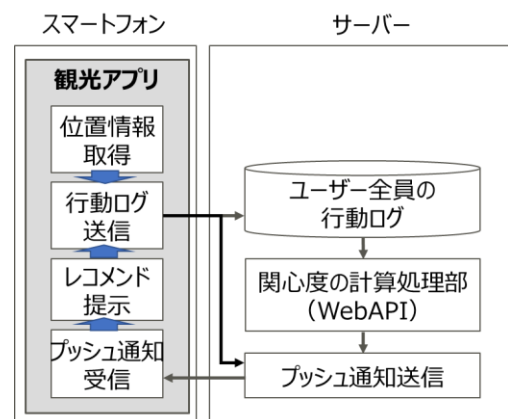 スマートフォン
サーバー
観光アプリ
位置情報
取得
行動ログ
送信
レコメンド
提示
プッシュ通知
受信
ユーザー全員の
行動ログ
関心度の計算処理部
（WebAPI）
プッシュ通知送信